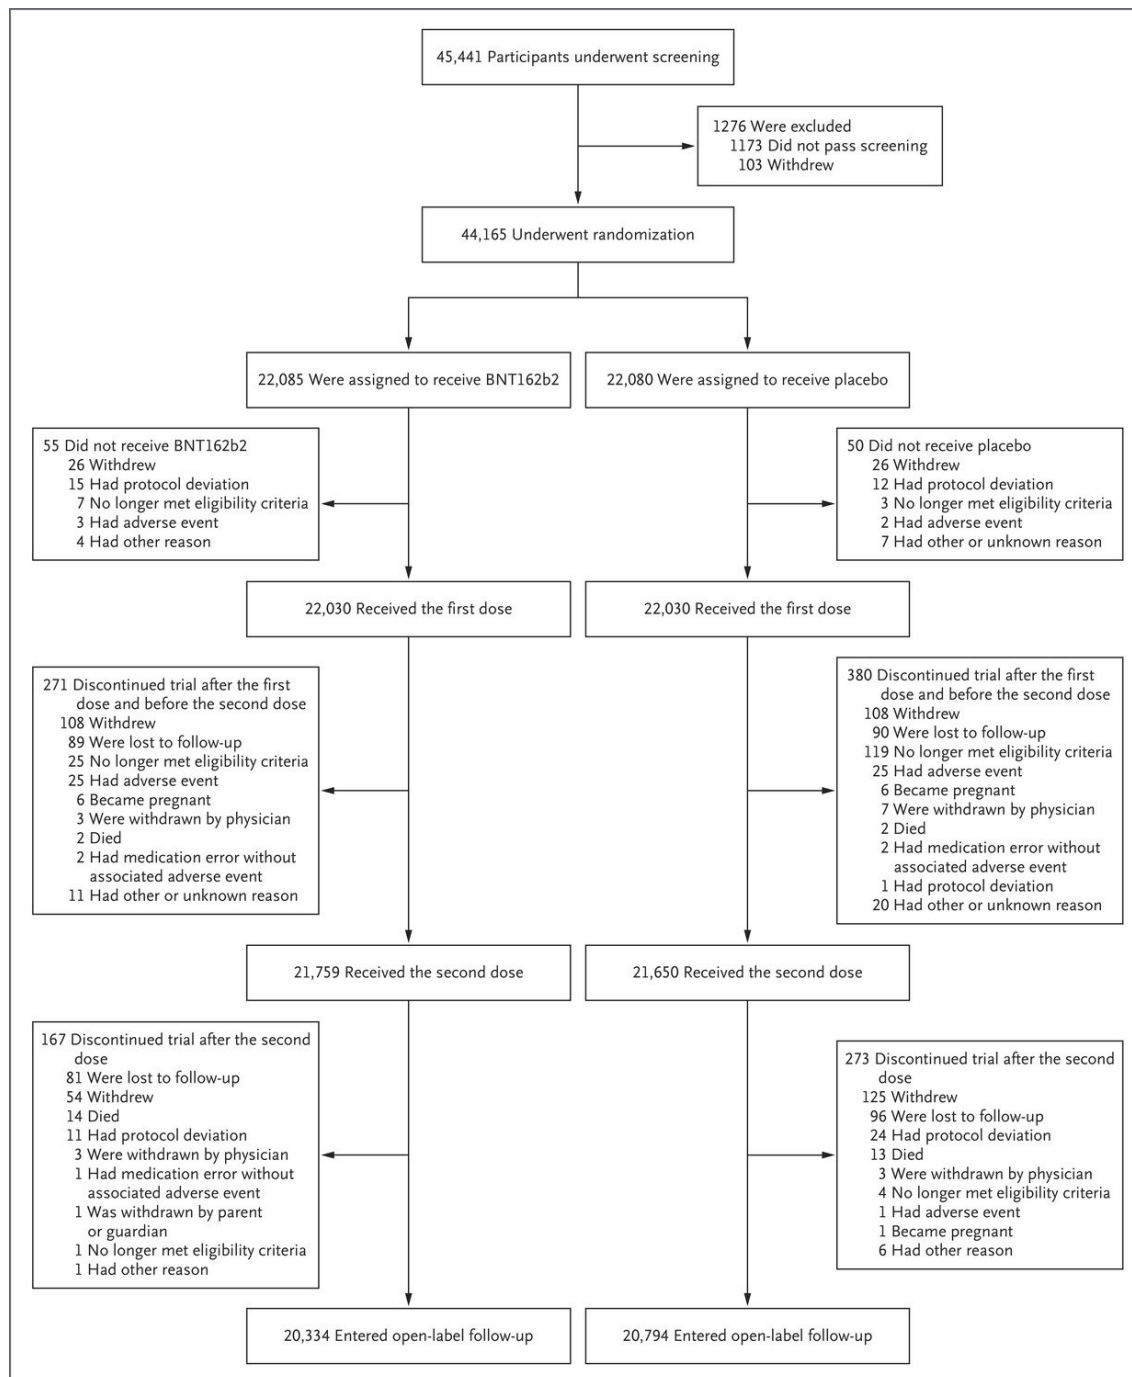 45,441 Participants underwent screening
1276 Were excluded
1173 Did not pass screening
103 Withdrew
44,165 Underwent randomization
22,085 Were assigned to receive BNT162b2
22,080 Were assigned to receive placebo
55 Did not receive BNT162b2
26 Withdrew
15 Had protocol deviation
7 No longer met eligibility criteria
3 Had adverse event
4 Had other reason
50 Did not receive placebo
26 Withdrew
12 Had protocol deviation
3 No longer met eligibility criteria
2 Had adverse event
7 Had other or unknown reason
22,030 Received the first dose
22,030 Received the first dose
271 Discontinued trial after the first
dose and before the second dose
108 Withdrew
89 Were lost to follow-up
25 No longer met eligibility criteria
25 Had adverse event
6 Became pregnant
3 Were withdrawn by physician
2 Died
2 Had medication error without
associated adverse event
11 Had other or unknown reason
380 Discontinued trial after the first
dose and before the second dose
108 Withdrew
90 Were lost to follow-up
119 No longer met eligibility criteria
25 Had adverse event
6 Became pregnant
7 Were withdrawn by physician
2 Died
2 Had medication error without
associated adverse event
1 Had protocol deviation
20 Had other or unknown reason
21,759 Received the second dose
21,650 Received the second dose
167 Discontinued trial after the second
dose
81 Were lost to follow-up
54 Withdrew
14 Died
11 Had protocol deviation
3 Were withdrawn by physician
1 Had medication error without
associated adverse event
1 Was withdrawn by parent
or guardian
1 No longer met eligibility criteria
1 Had other reason
273 Discontinued trial after the second
dose
125 Withdrew
96 Were lost to follow-up
24 Had protocol deviation
13 Died
3 Were withdrawn by physician
4 No longer met eligibility criteria
1 Had adverse event
1 Became pregnant
6 Had other reason
20,334 Entered open-label follow-up
20,794 Entered open-label follow-up